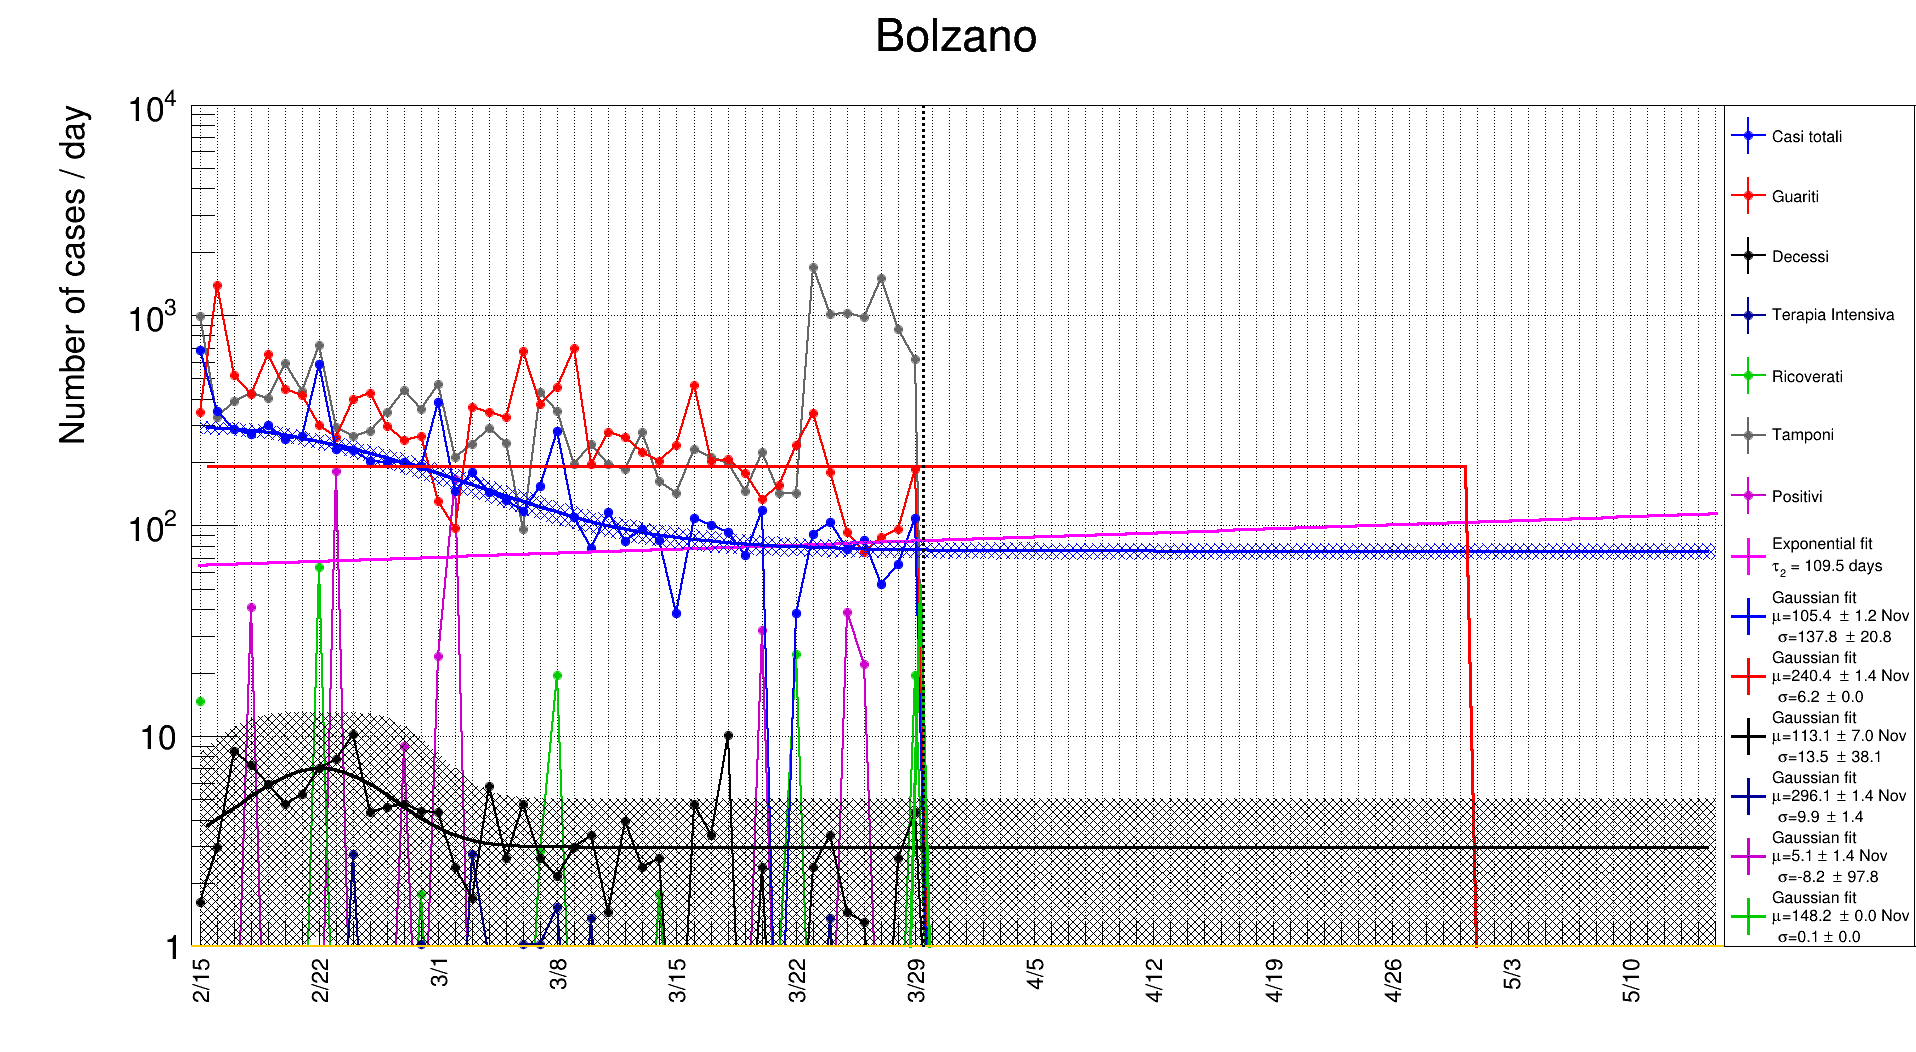 Bolzano
Number of cases / day
10⁴
10³
10²
10
1
2/15
2/22
3/1
3/8
3/15
3/22
3/29
4/5
4/12
4/19
4/26
5/3
5/10
Casi totali
Guariti
Decessi
Terapia Intensiva
Ricoverati
Tamponi
Positivi
Exponential fit
τ₂ = 109.5 days
Gaussian fit
μ=105.4 ± 1.2 Nov
σ=137.8 ± 20.8
Gaussian fit
μ=240.4 ± 1.4 Nov
σ=6.2 ± 0.0
Gaussian fit
μ=113.1 ± 7.0 Nov
σ=13.5 ± 38.1
Gaussian fit
μ=296.1 ± 1.4 Nov
σ=9.9 ± 1.4
Gaussian fit
μ=5.1 ± 1.4 Nov
σ=-8.2 ± 97.8
Gaussian fit
μ=148.2 ± 0.0 Nov
σ=0.1 ± 0.0